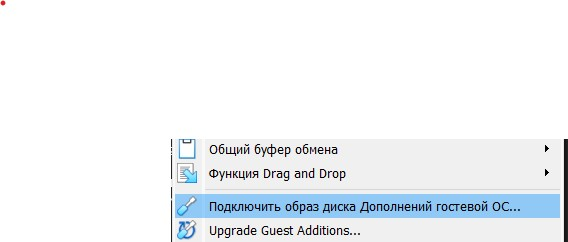 Общий буфер обмена
Функция Drag and Drop
Подключить образ диска Дополнений гостевой ОС...
Upgrade Guest Additions...